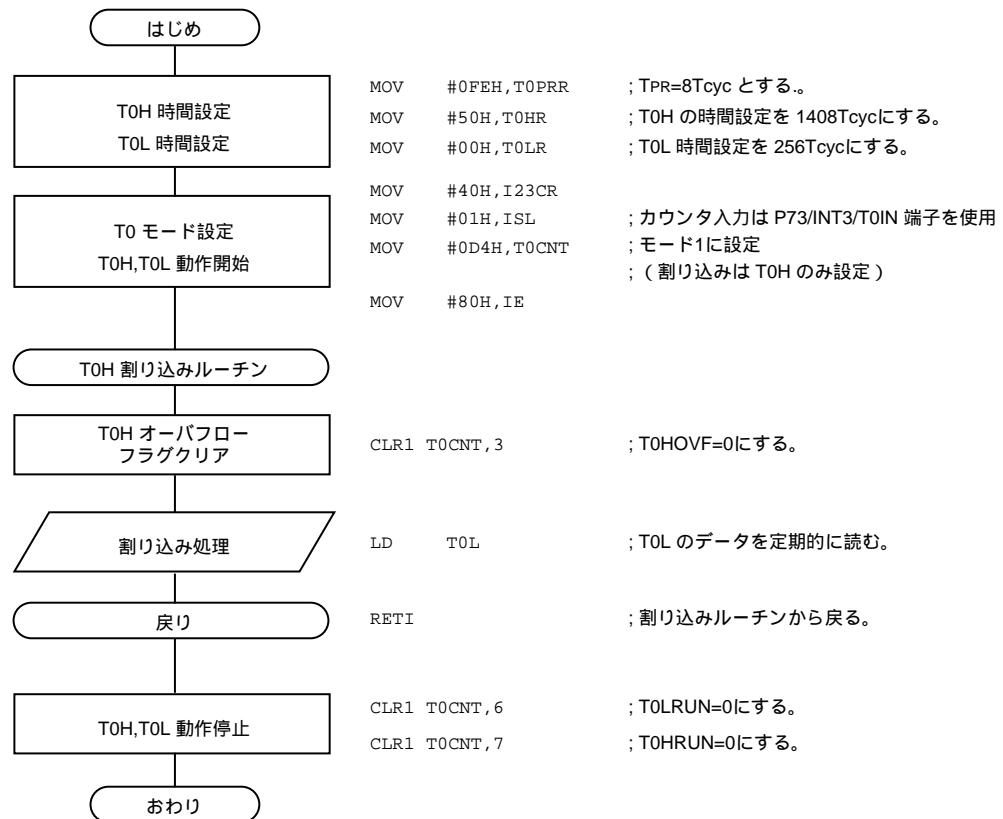 はじめ
T0H 時間設定
T0L 時間設定
MOV #0FEH,T0PRR ; TPR=8Tcyc とする.。
MOV #50H,T0HR ; T0H の時間設定を 1408Tcycにする。
MOV #00H,T0LR ; T0L 時間設定を 256Tcycにする。
T0 モード設定
T0H,T0L 動作開始
MOV #40H,I23CR
MOV #01H,ISL ; カウンタ入力は P73/INT3/T0IN 端子を使用
MOV #0D4H,T0CNT ; モード1に設定
; （割り込みは T0H のみ設定）
MOV #80H,IE
T0H 割り込みルーチン
T0H オーバフロー
フラグクリア
CLR1 T0CNT,3 ; T0HOVF=0にする。
割り込み処理
LD T0L ; T0L のデータを定期的に読む。
戻り
RETI ; 割り込みルーチンから戻る。
T0H,T0L 動作停止
CLR1 T0CNT,6 ; T0LRUN=0にする。
CLR1 T0CNT,7 ; T0HRUN=0にする。
おわり